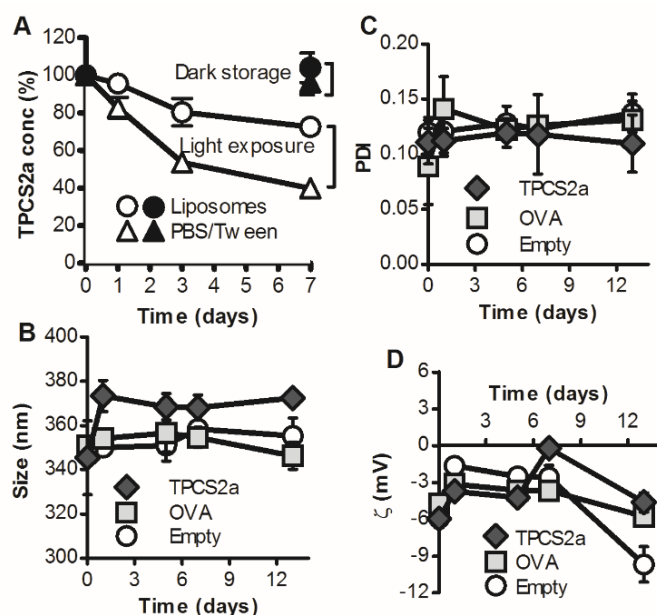 A
TPCS2a conc (%)
120
100
80
60
40
20
0
Dark storage
Light exposure
Liposomes
PBS/Tween
0 1 3 5 7
Time (days)
B
Size (nm)
400
380
360
340
320
300
TPCS2a
OVA
Empty
0 3 6 9 12
Time (days)
C
PDI
0.20
0.15
0.10
0.05
0.00
TPCS2a
OVA
Empty
0 3 6 9 12
Time (days)
D
Time (days)
3 6 9 12
ζ (mV)
6
3
0
-3
-6
-9
-12
TPCS2a
OVA
Empty